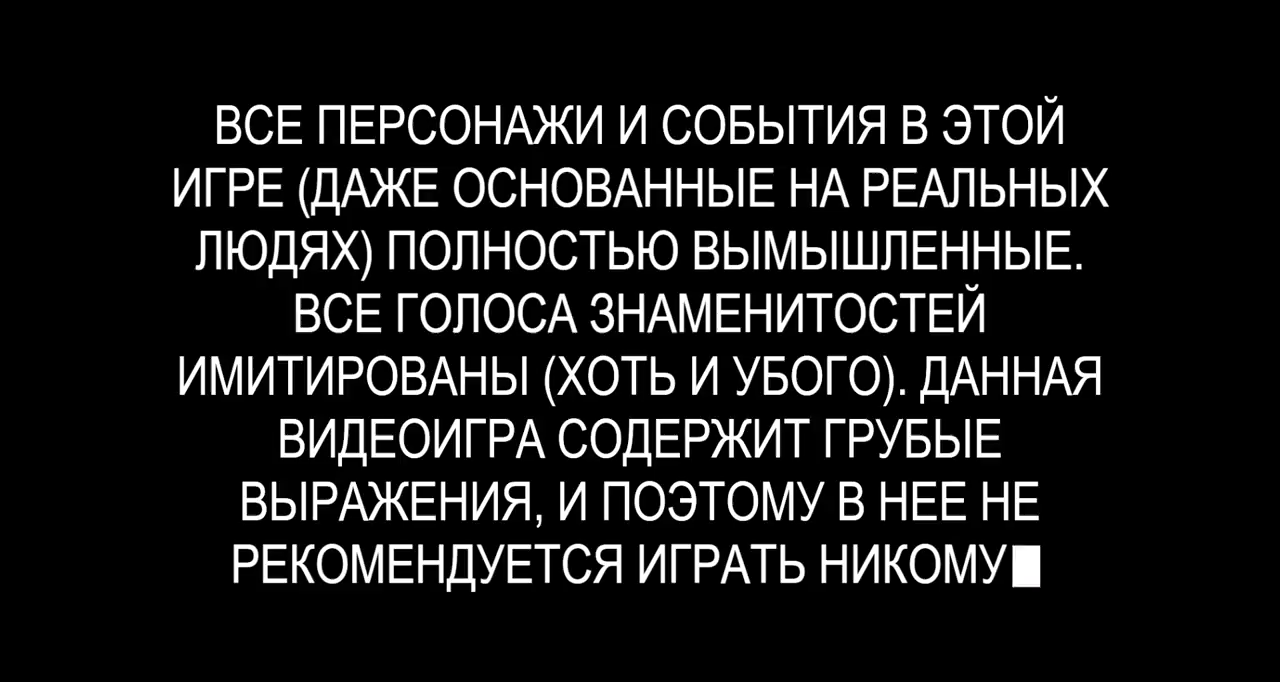 ВСЕ ПЕРСОНАЖИ И СОБЫТИЯ В ЭТОЙ
ИГРЕ (ДАЖЕ ОСНОВАННЫЕ НА РЕАЛЬНЫХ
ЛЮДЯХ) ПОЛНОСТЬЮ ВЫМЫШЛЕННЫЕ.
ВСЕ ГОЛОСА ЗНАМЕНИТОСТЕЙ
ИМИТИРОВАНЫ (ХОТЬ И УБОГО). ДАННАЯ
ВИДЕОИГРА СОДЕРЖИТ ГРУБЫЕ
ВЫРАЖЕНИЯ, И ПОЭТОМУ В НЕЕ НЕ
РЕКОМЕНДУЕТСЯ ИГРАТЬ НИКОМУ